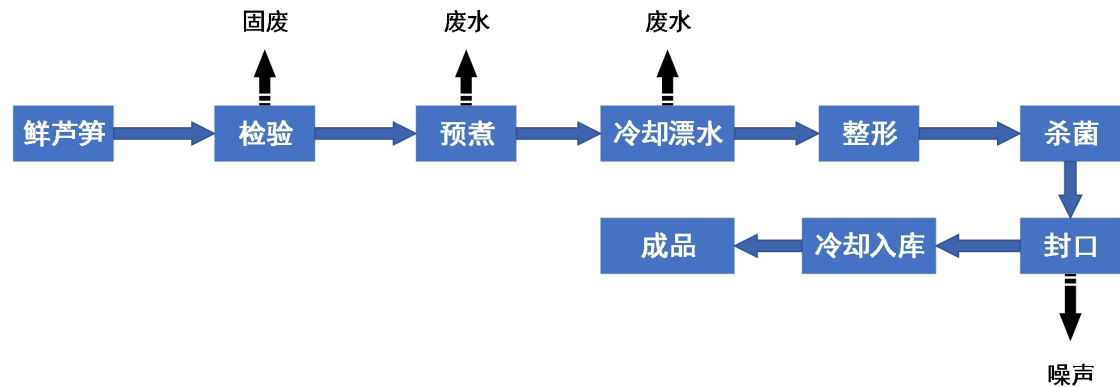 固废
废水
废水
鲜芦笋
检验
预煮
冷却漂水
整形
杀菌
成品
冷却入库
封口
噪声